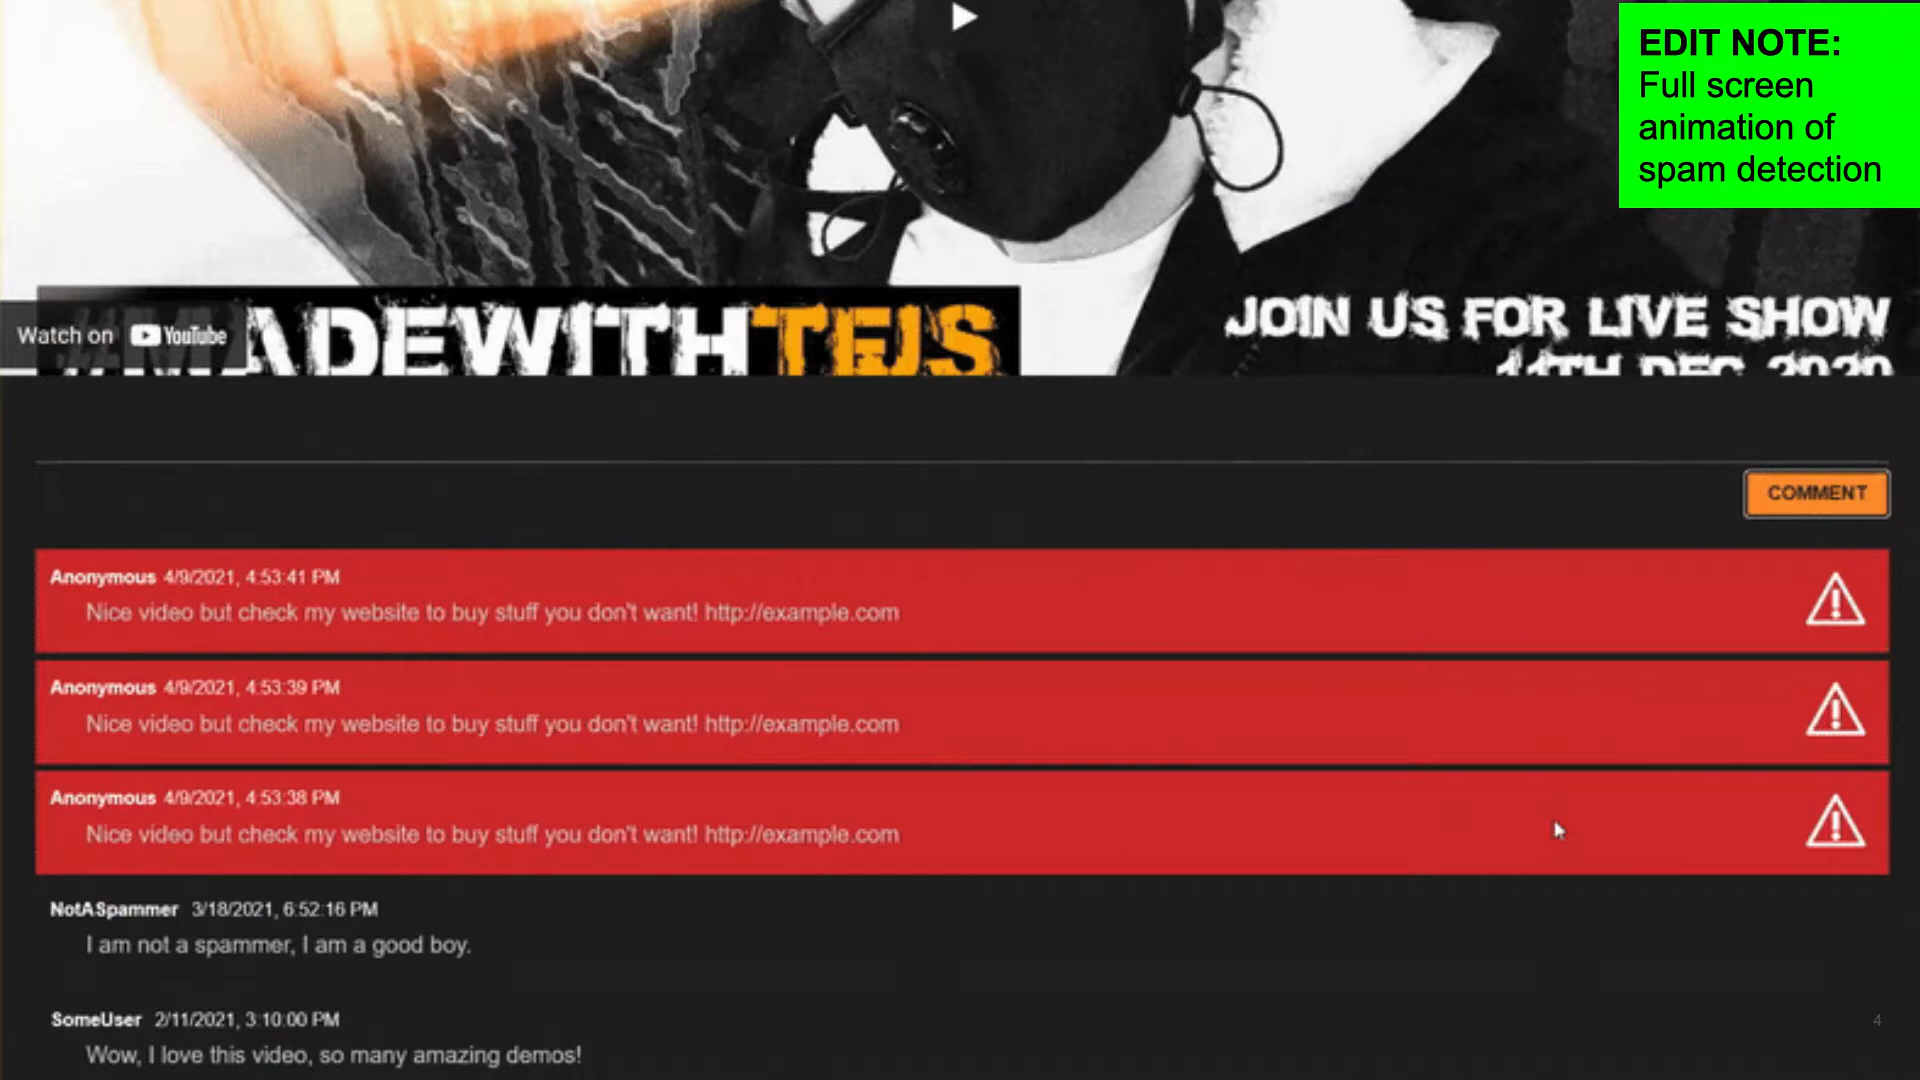 EDIT NOTE:
Full screen
animation of
spam detection
Watch on YouTube
#MADEWITHTFJS
JOIN US FOR LIVE SHOW
11TH DEC 2020
COMMENT
Anonymous 4/9/2021, 4:53:41 PM
Nice video but check my website to buy stuff you don't want! http://example.com
Anonymous 4/9/2021, 4:53:39 PM
Nice video but check my website to buy stuff you don't want! http://example.com
Anonymous 4/9/2021, 4:53:38 PM
Nice video but check my website to buy stuff you don't want! http://example.com
NotASpammer 3/18/2021, 6:52:16 PM
I am not a spammer, I am a good boy.
SomeUser 2/11/2021, 3:10:00 PM
4
Wow, I love this video, so many amazing demos!